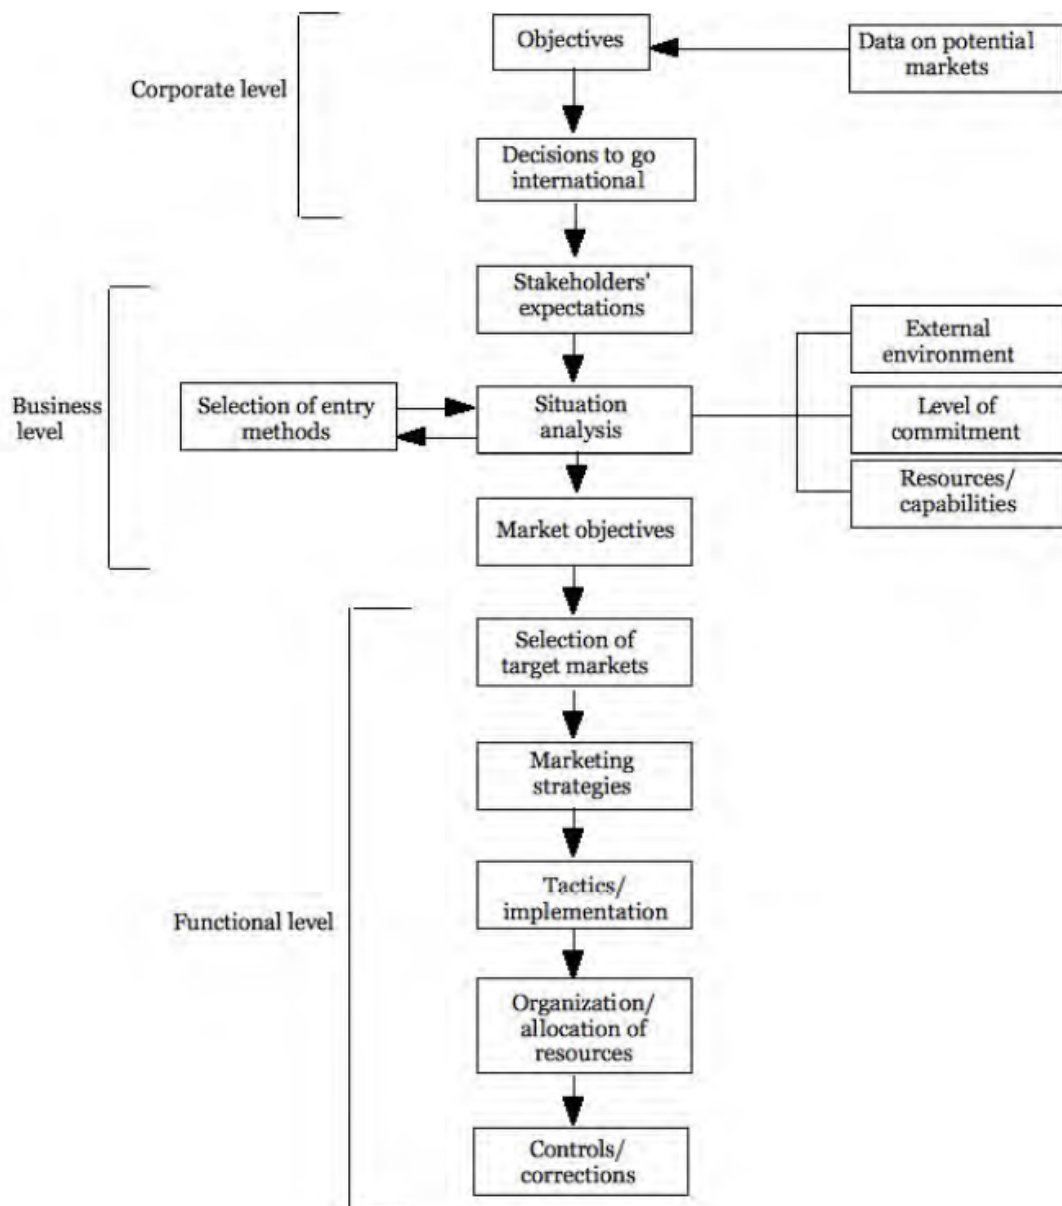 Objectives
Data on potential
markets
Corporate level
Decisions to go
international
Stakeholders'
expectations
External
environment
Business
level
Selection of entry
methods
Situation
analysis
Level of
commitment
Resources/
capabilities
Market objectives
Selection of
target markets
Marketing
strategies
Tactics/
implementation
Functional level
Organization/
allocation of
resources
Controls/
corrections